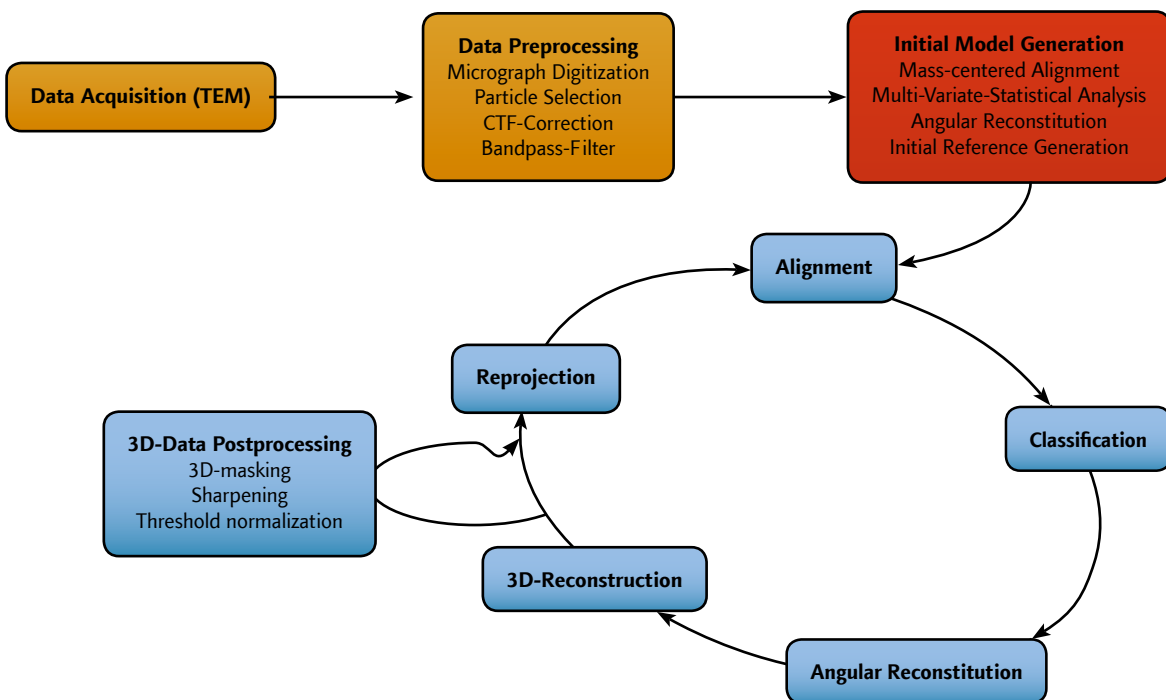 Data Acquisition (TEM)
Data Preprocessing
Micrograph Digitization
Particle Selection
CTF-Correction
Bandpass-Filter
Initial Model Generation
Mass-centered Alignment
Multi-Variate-Statistical Analysis
Angular Reconstitution
Initial Reference Generation
Alignment
Classification
Angular Reconstitution
3D-Reconstruction
3D-Data Postprocessing
3D-masking
Sharpening
Threshold normalization
Reprojection